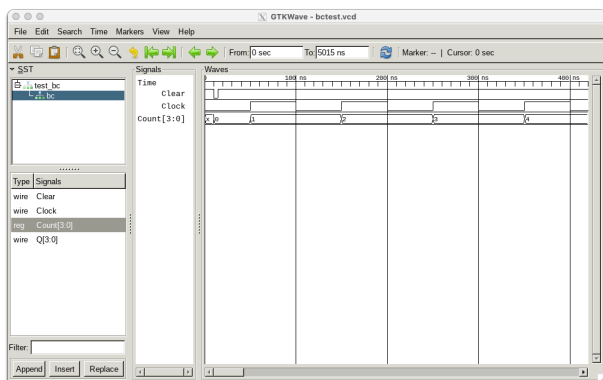 GTKWave - bctest.vcd
File Edit Search Time Markers View Help
From: 0 sec To: 5015 ns Marker: -- | Cursor: 0 sec
SST
test_bc
bc
Type Signals
wire Clear
wire Clock
reg Count[3:0]
wire Q[3:0]
Filter:
Append Insert Replace
Signals
Time
Clear
Clock
Count[3:0]
Waves
100 ns 200 ns 300 ns 400 ns
x 0 1 2 3 4